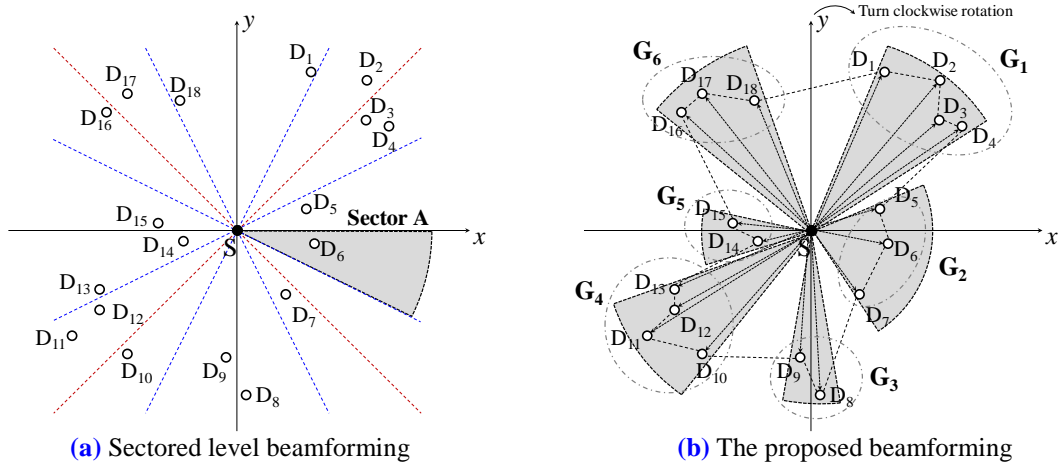 y
D1
D2
D17
D18
D3
D16
D4
D5
Sector A
D15
x
D14
S
D6
D13
D12
D7
D11
D10
D9
D8
(a) Sectored level beamforming
y
Turn clockwise rotation
G6
G1
D1
D2
D17
D18
D3
D16
D4
G5
D5
D15
x
D14
S
D6
G4
D13
G2
D7
D12
D11
D10
D9
G3
D8
(b) The proposed beamforming